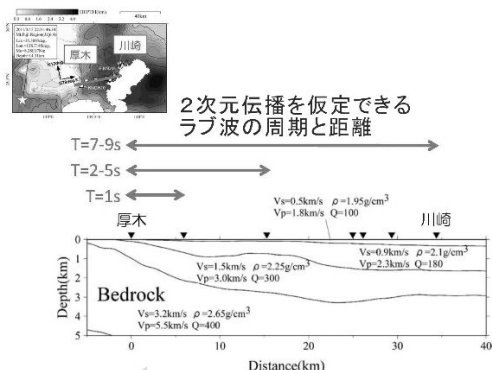 DEPTH(km)
40km
厚木
川崎
2次元伝播を仮定できる
ラブ波の周期と距離
T=7-9s
T=2-5s
T=1s
厚木
川崎
Vs=0.5km/s ρ=1.95g/cm³
Vp=1.8km/s Q=100
Vs=0.9km/s ρ=2.1g/cm³
Vp=2.3km/s Q=180
Vs=1.5km/s ρ=2.25g/cm³
Vp=3.0km/s Q=300
Bedrock
Vs=3.2km/s ρ=2.65g/cm³
Vp=5.5km/s Q=400
Depth(km)
0
1
2
3
4
5
0 10 20 30 40
Distance(km)